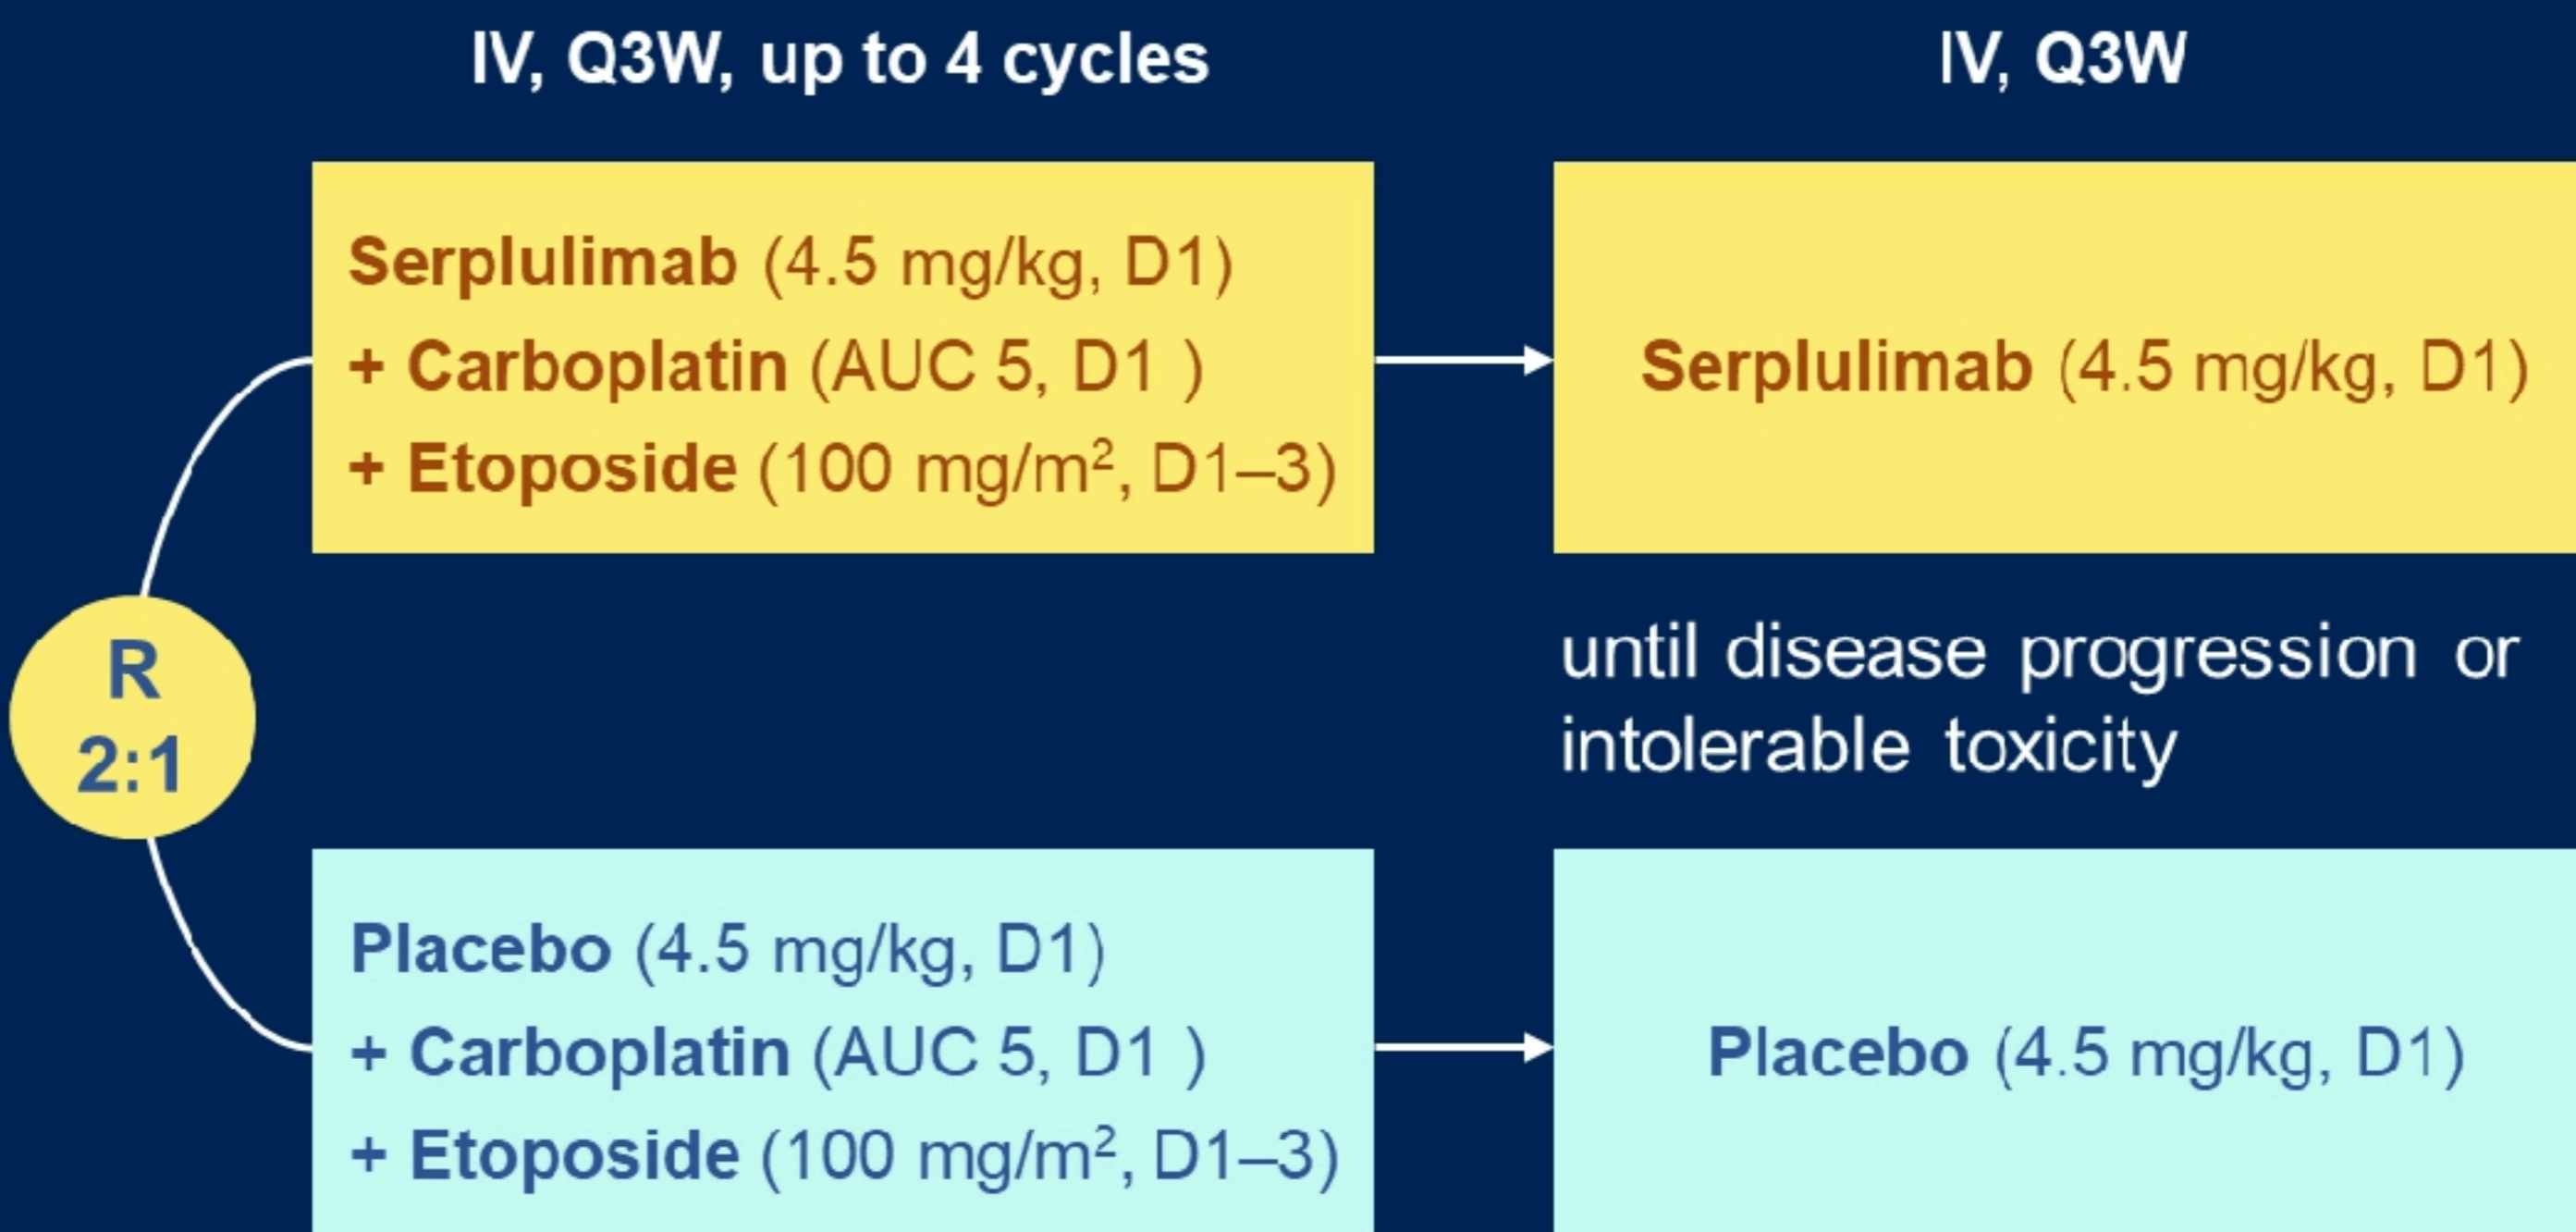 IV, Q3W, up to 4 cycles
IV, Q3W
Serplulimab (4.5 mg/kg, D1)
+ Carboplatin (AUC 5, D1 )
+ Etoposide (100 mg/m², D1–3)
Serplulimab (4.5 mg/kg, D1)
R
2:1
until disease progression or
intolerable toxicity
Placebo (4.5 mg/kg, D1)
+ Carboplatin (AUC 5, D1 )
+ Etoposide (100 mg/m², D1–3)
Placebo (4.5 mg/kg, D1)